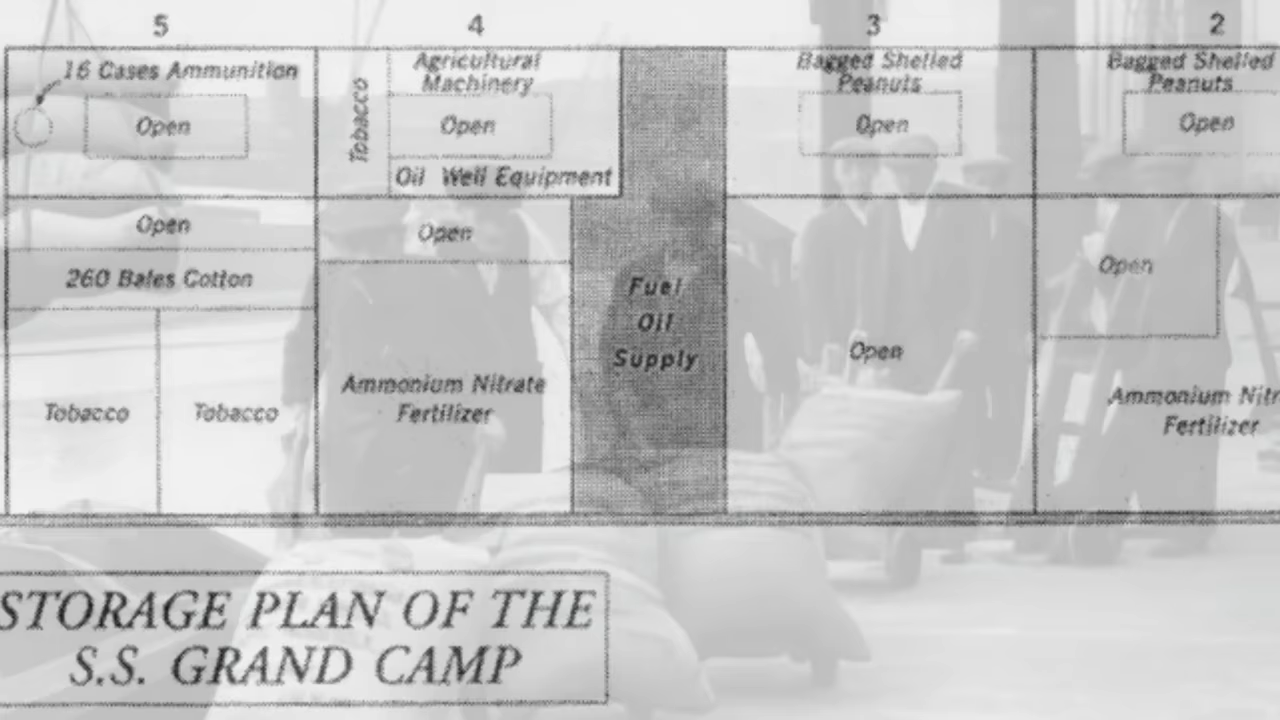 5
4
3
2
16 Cases Ammunition
Open
Tobacco
Agricultural
Machinery
Open
Oil Well Equipment
Bagged Shelled
Peanuts
Open
Bagged Shelled
Peanuts
Open
Open
260 Bales Cotton
Tobacco
Tobacco
Open
Ammonium Nitrate
Fertilizer
Fuel
Oil
Supply
Open
Open
Ammonium Nitr
Fertilizer
STORAGE PLAN OF THE
S.S. GRAND CAMP